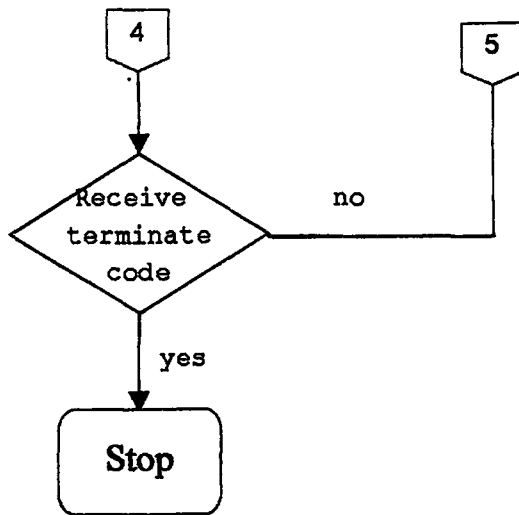 4
5
Receive
terminate
code
no
yes
Stop